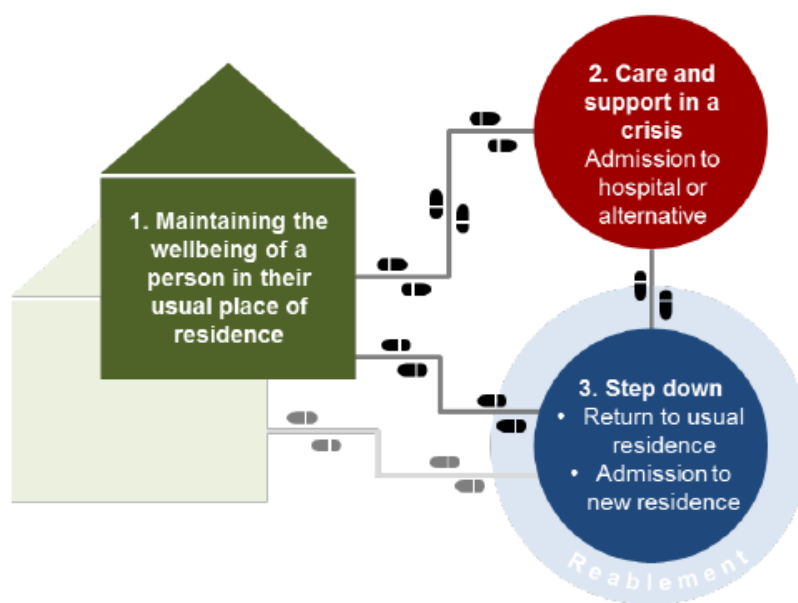 1. Maintaining the
wellbeing of a
person in their
usual place of
residence
2. Care and
support in a
crisis
Admission to
hospital or
alternative
3. Step down
• Return to usual
residence
• Admission to
new residence
Reablement